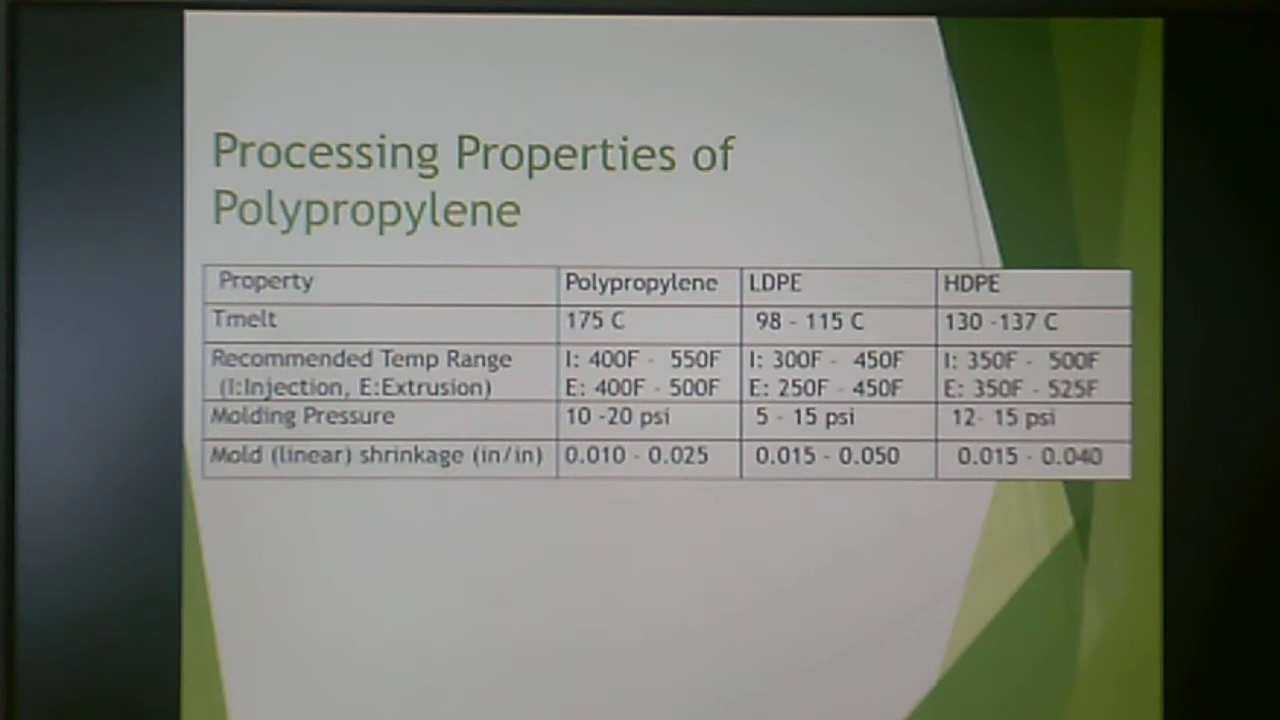 Processing Properties of
Polypropylene
Property Polypropylene LDPE HDPE
Tmelt 175 C 98 - 115 C 130 -137 C
Recommended Temp Range I: 400F - 550F I: 300F - 450F I: 350F - 500F
(I:Injection, E:Extrusion) E: 400F - 500F E: 250F - 450F E: 350F - 525F
Molding Pressure 10 -20 psi 5 - 15 psi 12- 15 psi
Mold (linear) shrinkage (in/in) 0.010 - 0.025 0.015 - 0.050 0.015 - 0.040